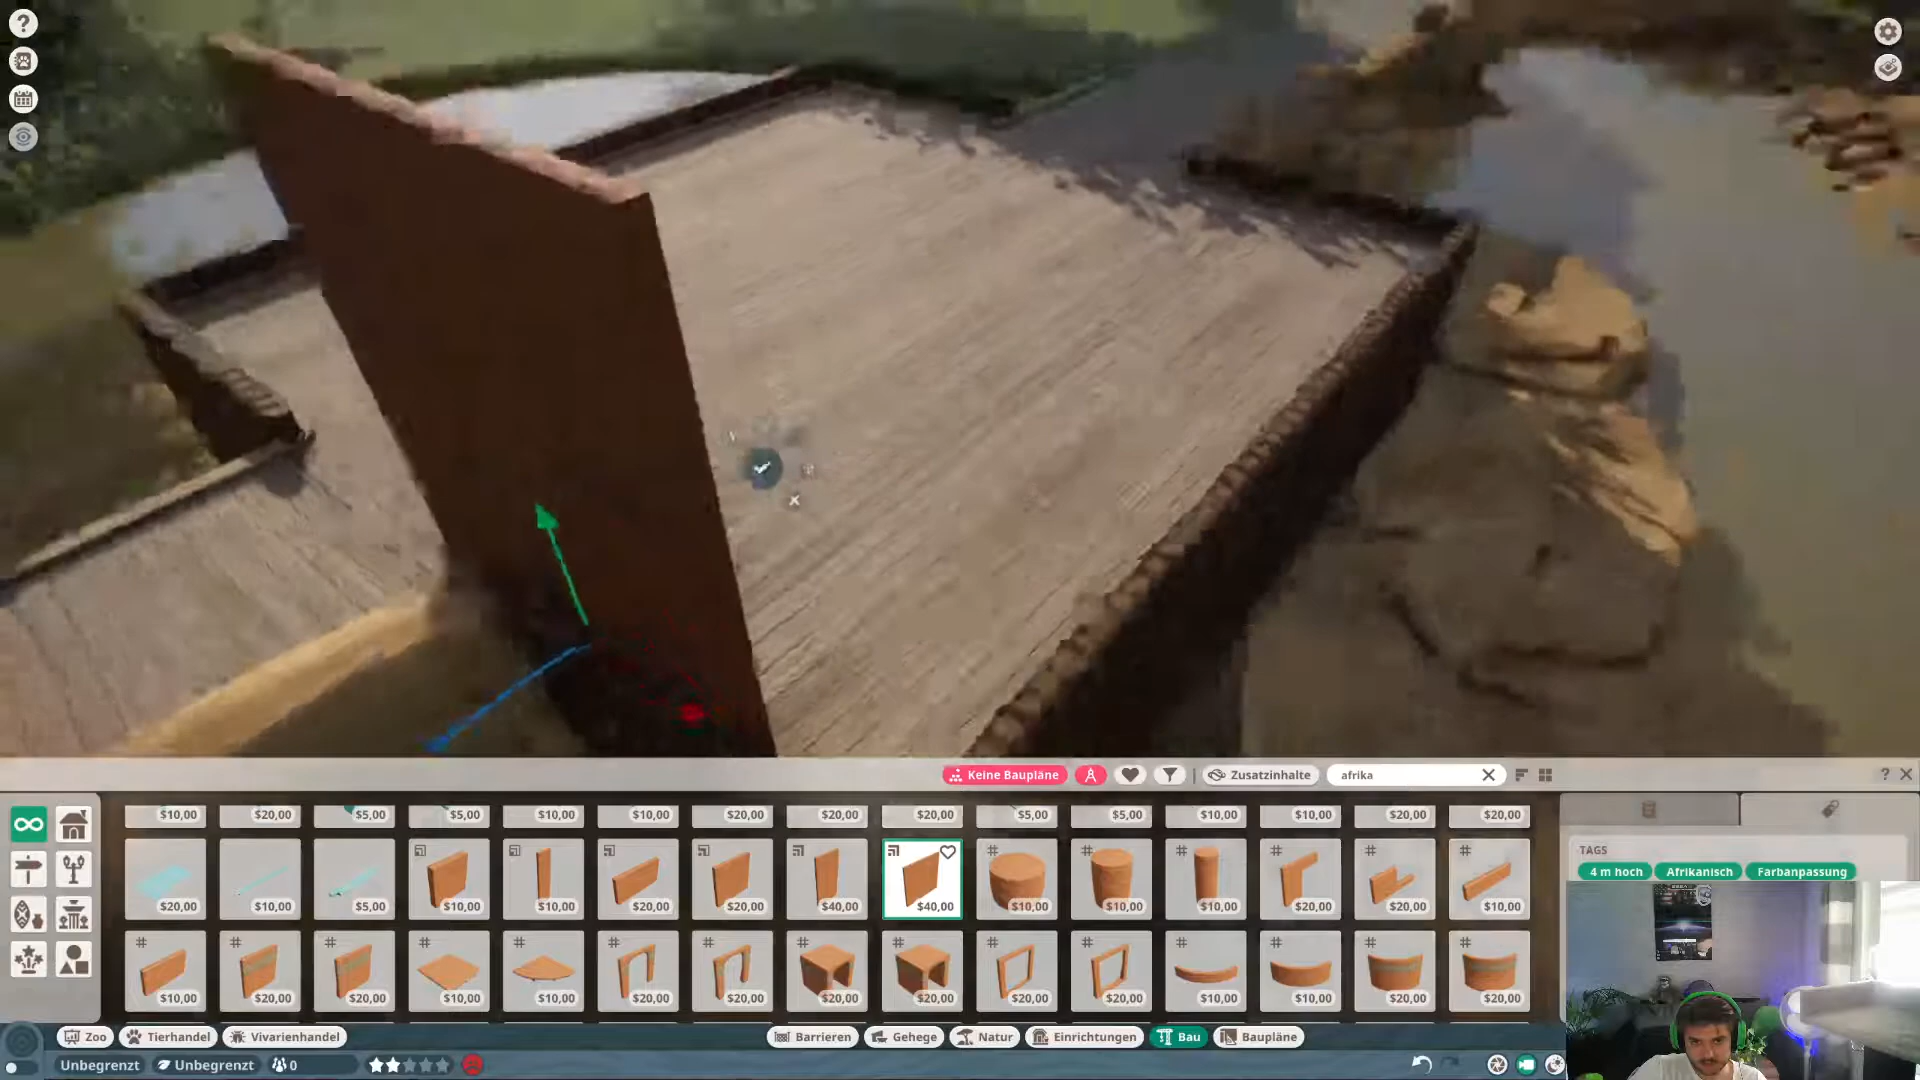 Keine Baupläne
Zusatzinhalte
afrika
?
$10,00 $20,00 $5,00 $5,00 $10,00 $10,00 $20,00 $20,00 $20,00 $5,00 $5,00 $10,00 $10,00 $20,00 $20,00
TAGS
4 m hoch Afrikanisch Farbanpassung
$20,00 $10,00 $5,00 $10,00 $10,00 $20,00 $20,00 $40,00 $40,00 $10,00 $10,00 $10,00 $20,00 $20,00 $10,00
$10,00 $20,00 $20,00 $10,00 $10,00 $20,00 $20,00 $20,00 $20,00 $20,00 $20,00 $10,00 $10,00 $20,00 $20,00
Zoo Tierhandel Vivarienhandel Barrieren Gehege Natur Einrichtungen Bau Baupläne
Unbegrenzt Unbegrenzt 0